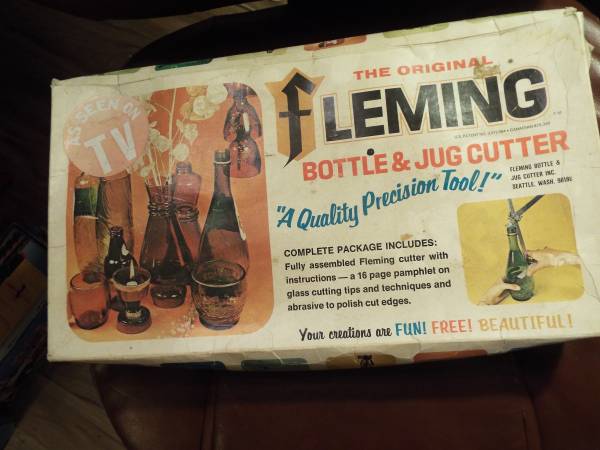 AS SEEN ON
TV
THE ORIGINAL
FLEMING
BOTTLE & JUG CUTTER
FLEMING BOTTLE &
JUG CUTTER INC.
SEATTLE, WASH.
"A Quality Precision Tool!"
COMPLETE PACKAGE INCLUDES:
Fully assembled Fleming cutter with
instructions — a 16 page pamphlet on
glass cutting tips and techniques and
abrasive to polish cut edges.
Your creations are FUN! FREE! BEAUTIFUL!